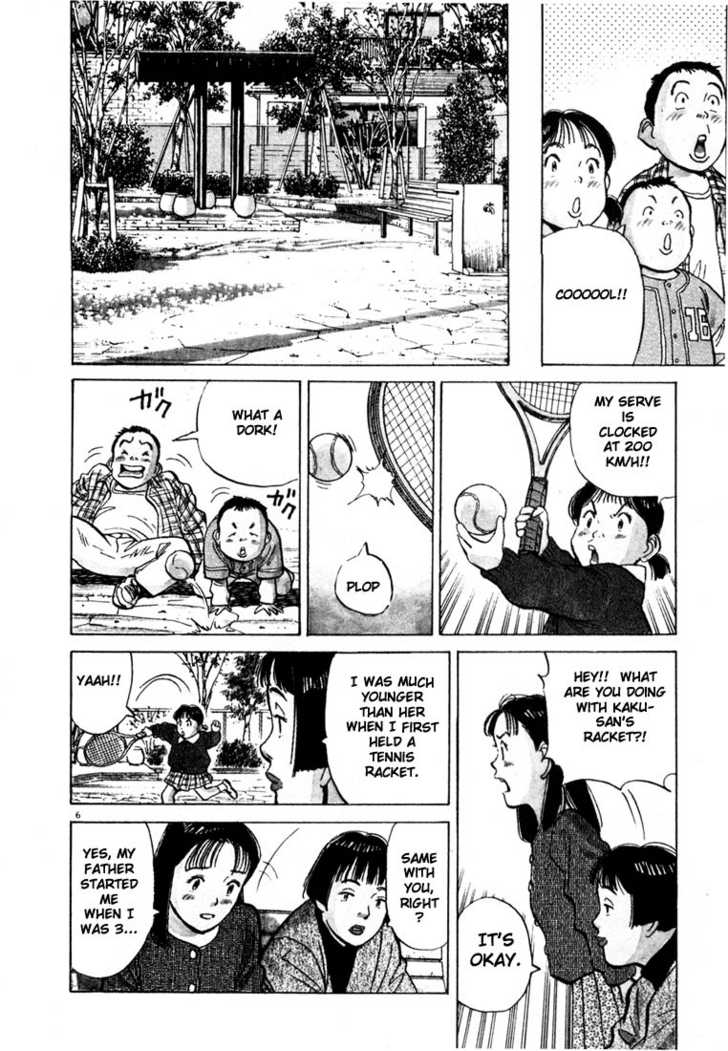 COOOOOL!!
16
MY SERVE
IS
CLOCKED
AT 200
KM/H!!
PLOP
WHAT A
DORK!
ガク
ガク
HEY!! WHAT
ARE YOU DOING
WITH KAKU-
SAN'S
RACKET?!
IT'S
OKAY.
I WAS MUCH
YOUNGER
THAN HER
WHEN I FIRST
HELD A
TENNIS
RACKET.
YAAH!!
SAME
WITH
YOU,
RIGHT
?
YES, MY
FATHER
STARTED
ME
WHEN I
WAS 3...
6